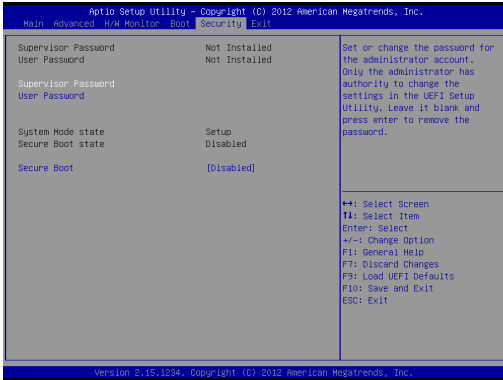 Aptio Setup Utility – Copyright (C) 2012 American Megatrends, Inc.
Main Advanced H/W Monitor Boot Security Exit
Supervisor Password Not Installed
User Password Not Installed
Supervisor Password
User Password
System Mode state Setup
Secure Boot state Disabled
Secure Boot [Disabled]
Set or change the password for
the administrator account.
Only the administrator has
authority to change the
settings in the UEFI Setup
Utility. Leave it blank and
press enter to remove the
password.
↔: Select Screen
↑↓: Select Item
Enter: Select
+/-: Change Option
F1: General Help
F7: Discard Changes
F9: Load UEFI Defaults
F10: Save and Exit
ESC: Exit
Version 2.15.1234. Copyright (C) 2012 American Megatrends, Inc.